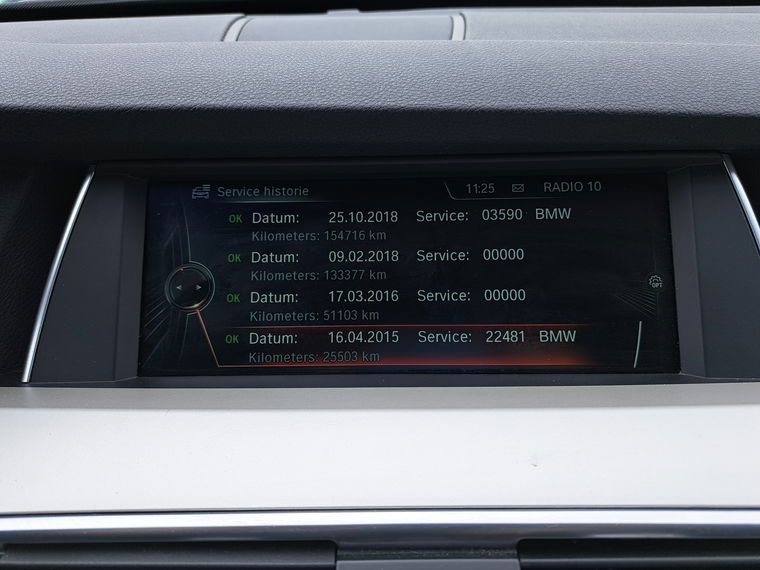 Service historie 11:25 RADIO 10
OK Datum: 25.10.2018 Service: 03590 BMW
Kilometers: 154716 km
OK Datum: 09.02.2018 Service: 00000
Kilometers: 133377 km
OK Datum: 17.03.2016 Service: 00000
Kilometers: 51103 km
OPT
OK Datum: 16.04.2015 Service: 22481 BMW
Kilometers: 25503 km